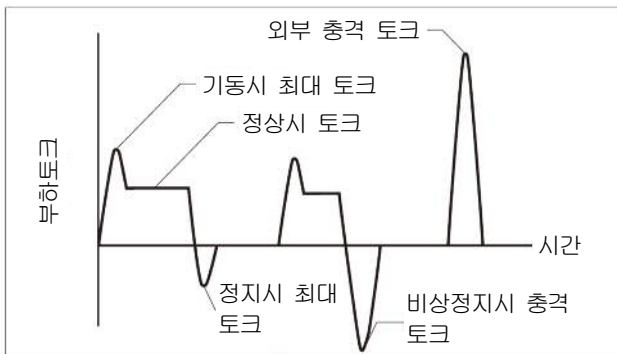 외부 충격 토크
기동시 최대 토크
정상시 토크
부하토크
시간
정지시 최대
토크
비상정지시 충격
토크